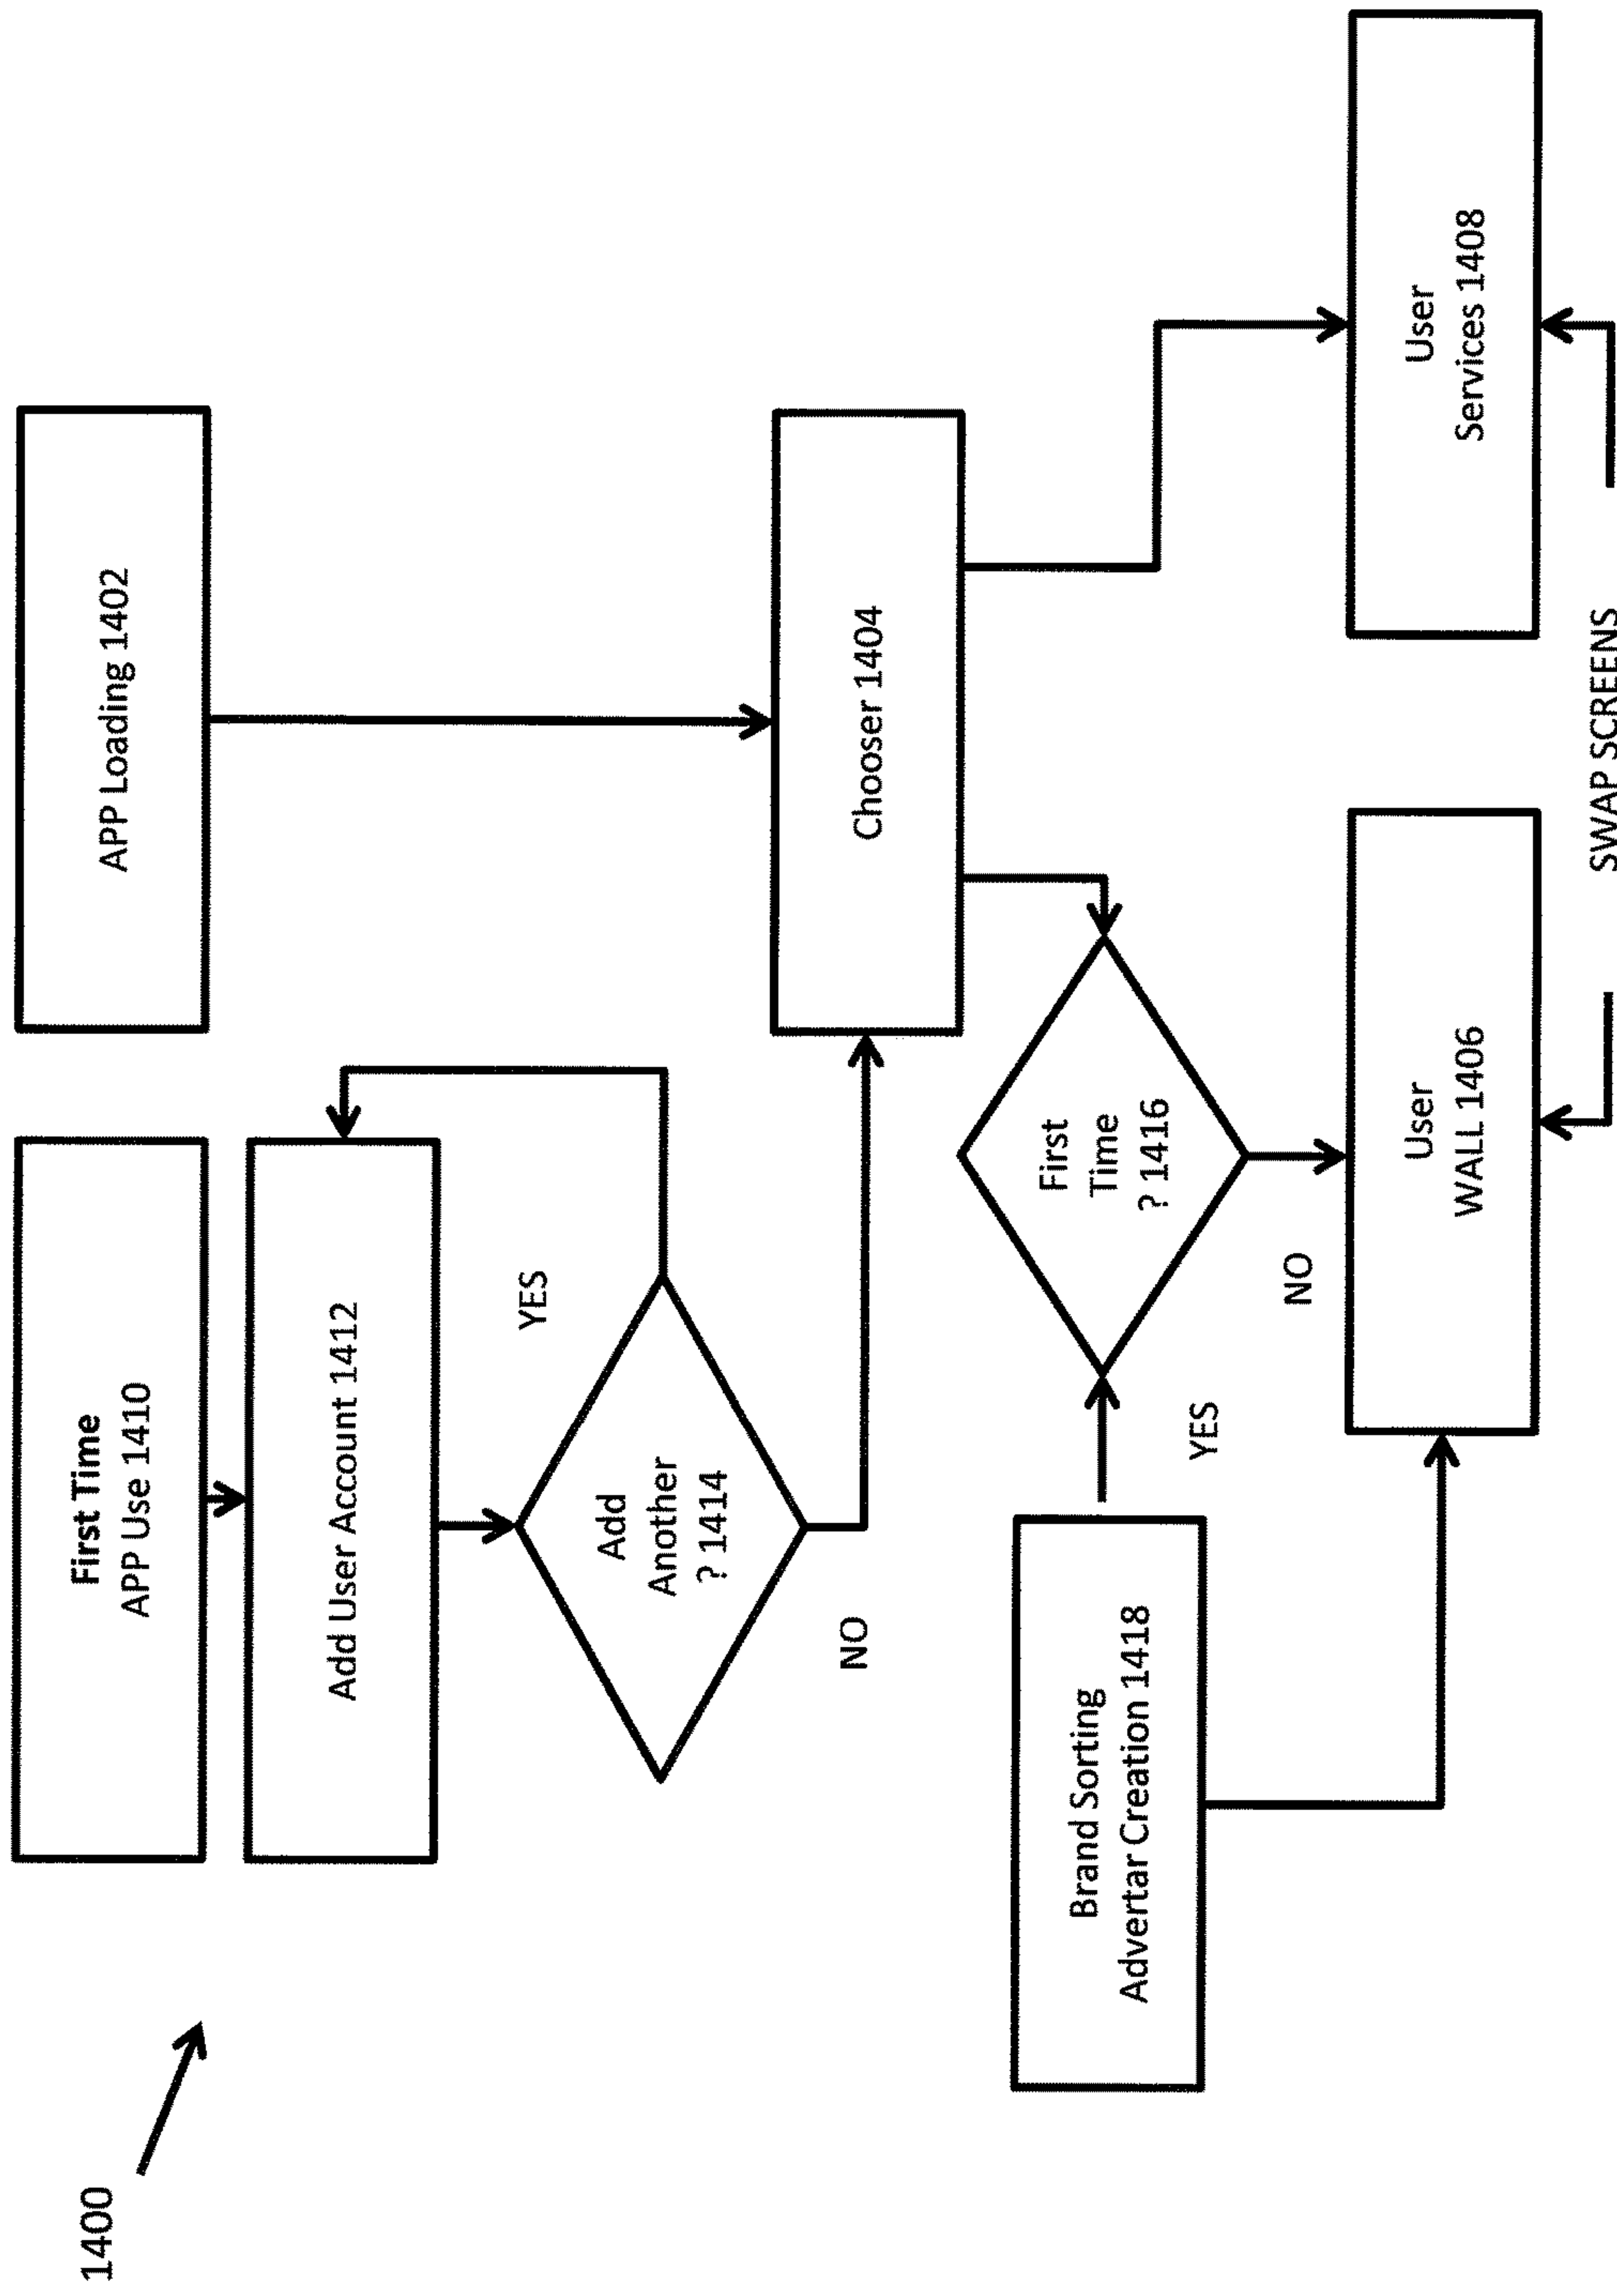 1400
First Time
APP Use 1410
APP Loading 1402
Add User Account 1412
YES
Add
Another
? 1414
NO
Chooser 1404
First
Time
? 1416
YES
NO
Brand Sorting
Advertar Creation 1418
User
WALL 1406
User
Services 1408
SWAP SCREENS